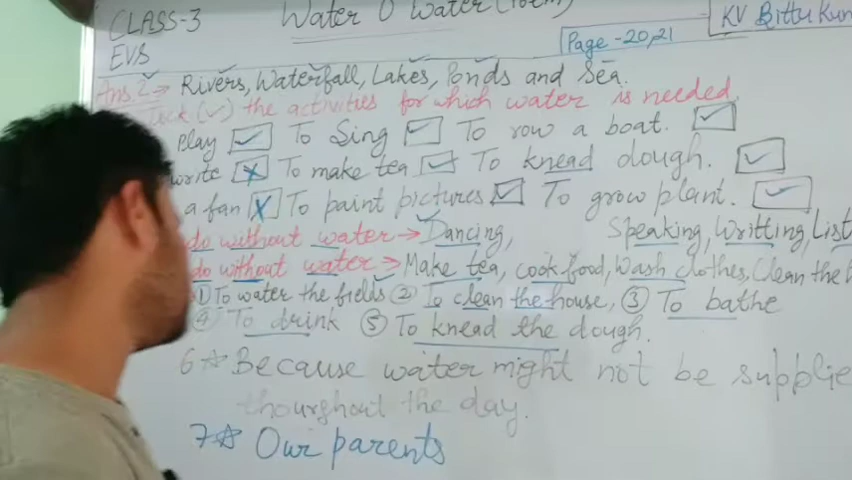 CLASS-3 Water O Water
KV Bittu Kum
EVS
Page - 20,21
Ans. 2 Rivers, Waterfall, Lakes, Ponds and Sea.
Tick (✓) the activities for which water is needed.
Play ☑ To Sing ☑ To row a boat. ☑
write ☒ To make tea ☑ To knead dough. ☑
a fan ☒ To paint pictures ☑ To grow plant. ☑
do without water → Dancing, Speaking, Writting, List
do without water → Make tea, cook food, Wash clothes, Clean the
① To water the fields ② To clean the house, ③ To bathe
④ To drink ⑤ To knead the dough.
6☆ Because water might not be supplie
thourghout the day.
7☆ Our parents